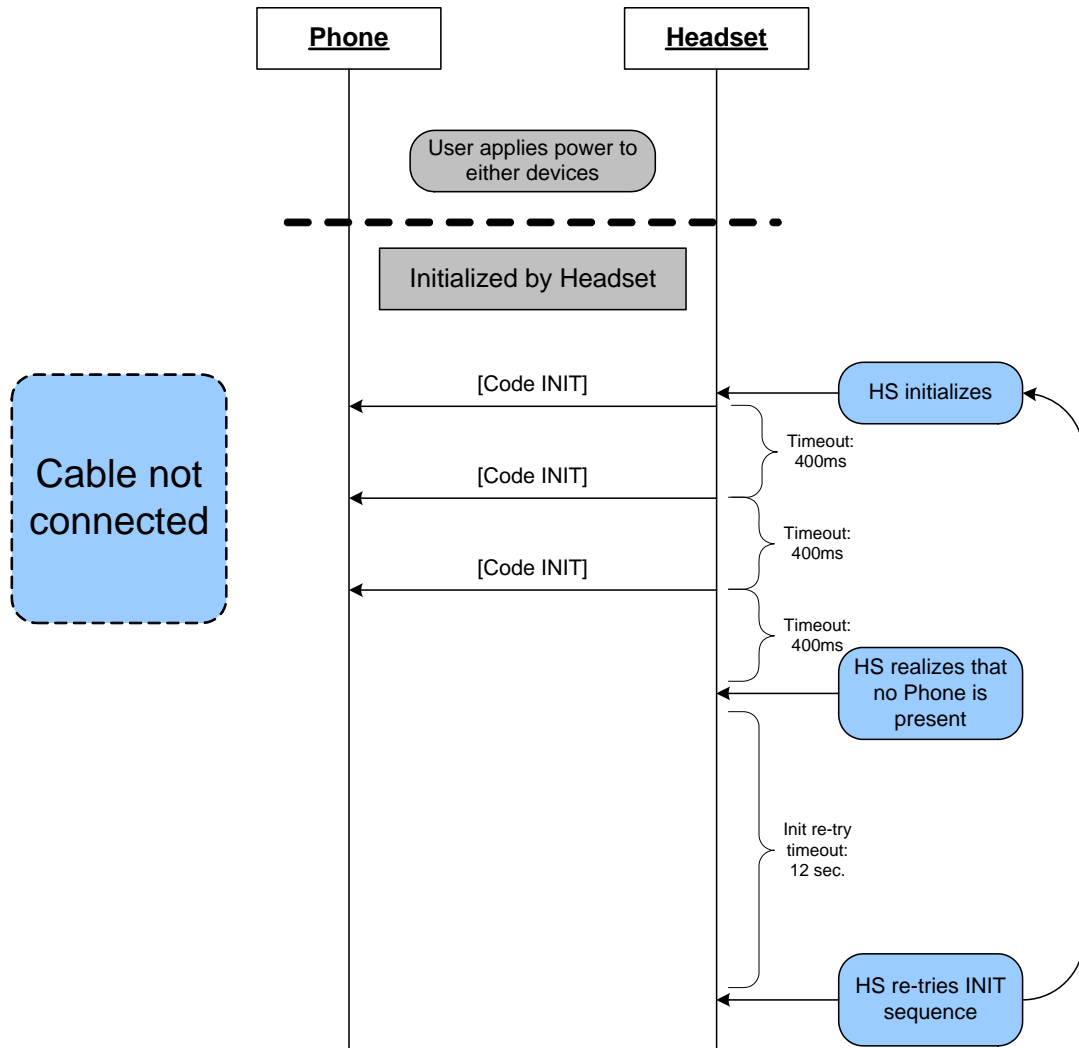 Phone
Headset
User applies power to
either devices
Initialized by Headset
Cable not
connected
[Code INIT]
HS initializes
Timeout:
400ms
[Code INIT]
Timeout:
400ms
[Code INIT]
Timeout:
400ms
HS realizes that
no Phone is
present
Init re-try
timeout:
12 sec.
HS re-tries INIT
sequence